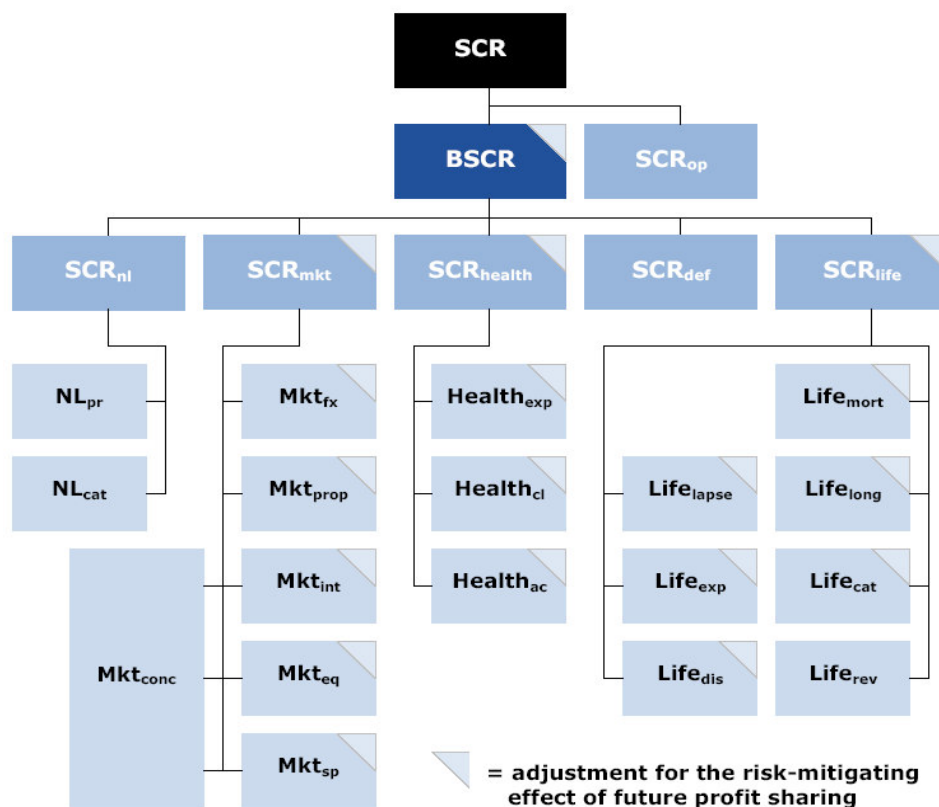 SCR
BSCR
SCRop
SCRnl
SCRmkt
SCRhealth
SCRdef
SCRlife
NLpr
Mktfx
Healthexp
Lifemort
NLcat
Mktprop
Healthcl
Lifelapse
Lifelong
Mktint
Healthac
Lifeexp
Lifecat
Mktconc
Mkteq
Lifedis
Liferev
Mktsp
= adjustment for the risk-mitigating
effect of future profit sharing